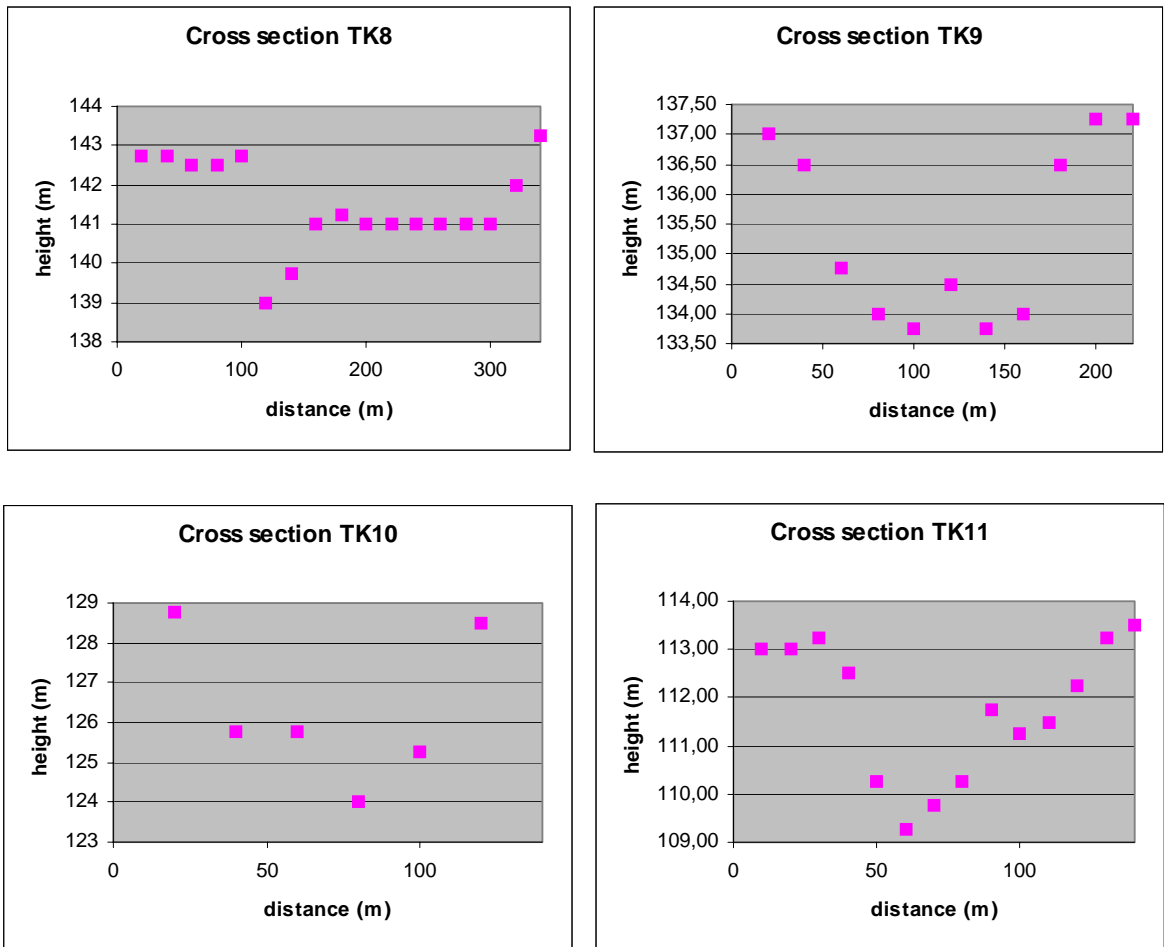 Cross section TK8
144
143
142
141
140
139
138
height (m)
0 100 200 300
distance (m)
Cross section TK9
137,50
137,00
136,50
136,00
135,50
135,00
134,50
134,00
133,50
height (m)
0 50 100 150 200
distance (m)
Cross section TK10
129
128
127
126
125
124
123
height (m)
0 50 100
distance (m)
Cross section TK11
114,00
113,00
112,00
111,00
110,00
109,00
height (m)
0 50 100
distance (m)